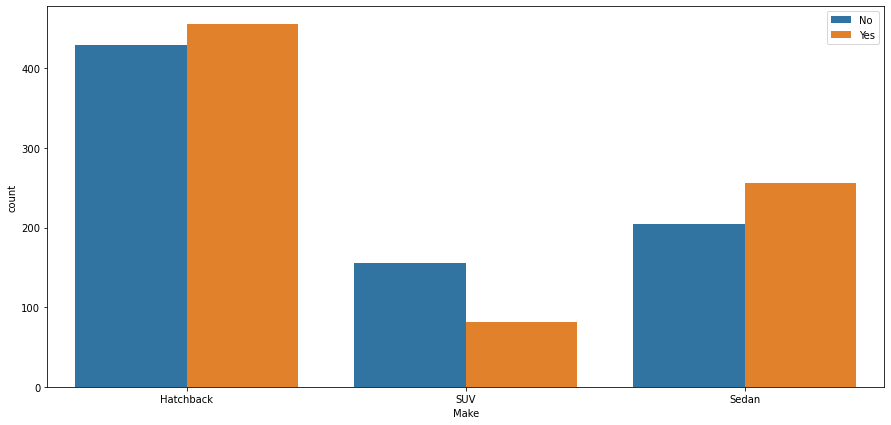 No
Yes
count
400
300
200
100
0
Hatchback
SUV
Sedan
Make